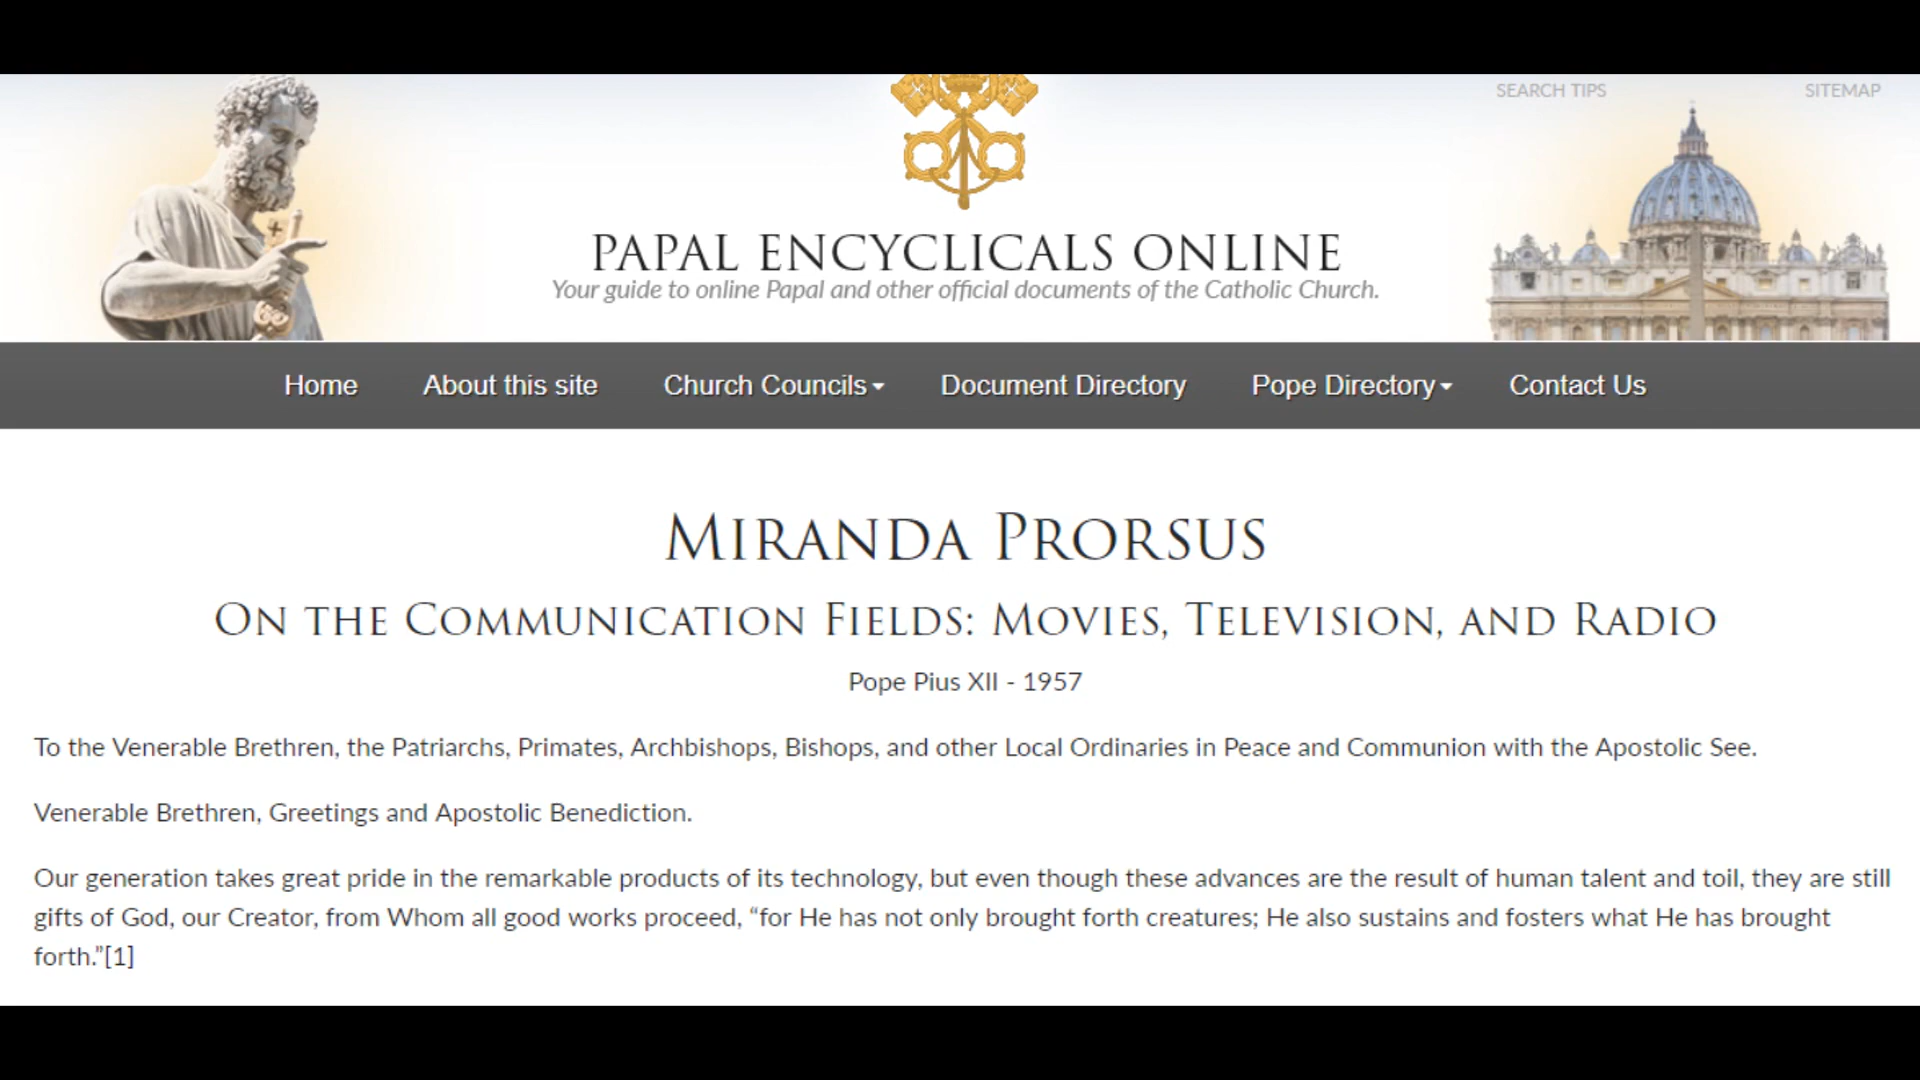 SEARCH TIPS SITEMAP
PAPAL ENCYCLICALS ONLINE
Your guide to online Papal and other official documents of the Catholic Church.
Home About this site Church Councils Document Directory Pope Directory Contact Us
MIRANDA PRORSUS
ON THE COMMUNICATION FIELDS: MOVIES, TELEVISION, AND RADIO
Pope Pius XII - 1957
To the Venerable Brethren, the Patriarchs, Primates, Archbishops, Bishops, and other Local Ordinaries in Peace and Communion with the Apostolic See.
Venerable Brethren, Greetings and Apostolic Benediction.
Our generation takes great pride in the remarkable products of its technology, but even though these advances are the result of human talent and toil, they are still
gifts of God, our Creator, from Whom all good works proceed, “for He has not only brought forth creatures; He also sustains and fosters what He has brought
forth.”[1]